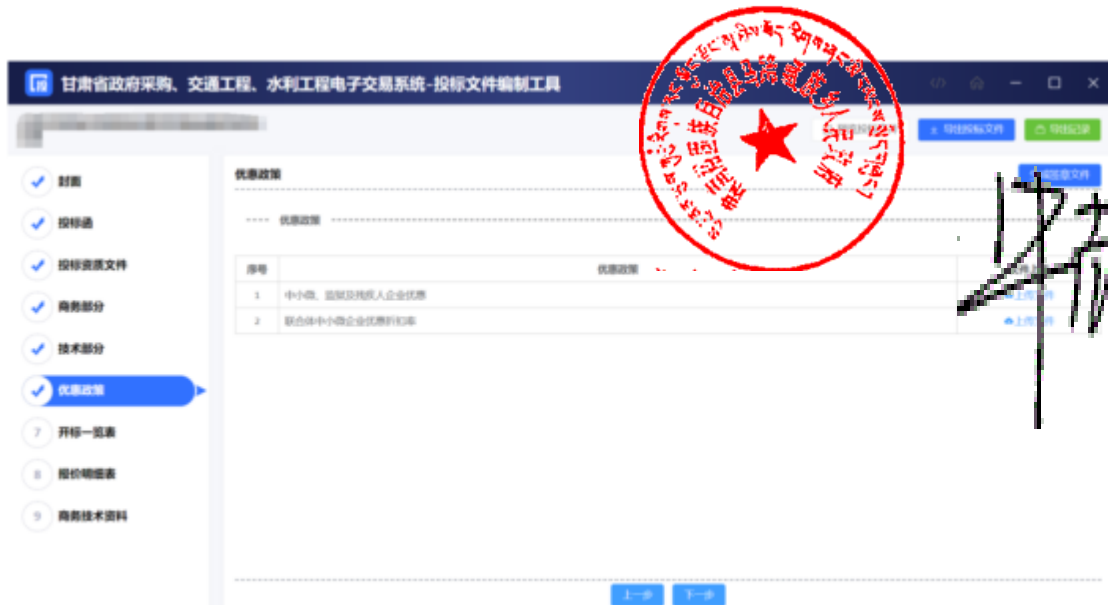 投 甘肃省政府采购、交通工程、水利工程电子交易系统-投标文件编制工具
导出投标文件 导出记录
封面
投标函
投标资质文件
商务部分
技术部分
优惠政策
7 开标一览表
8 报价明细表
9 商务技术资料
优惠政策
优惠政策
序号 优惠政策
1 中小微、监狱及残疾人企业优惠 上传文件
2 联合体中小微企业优惠折扣率 上传文件
上一步 下一步